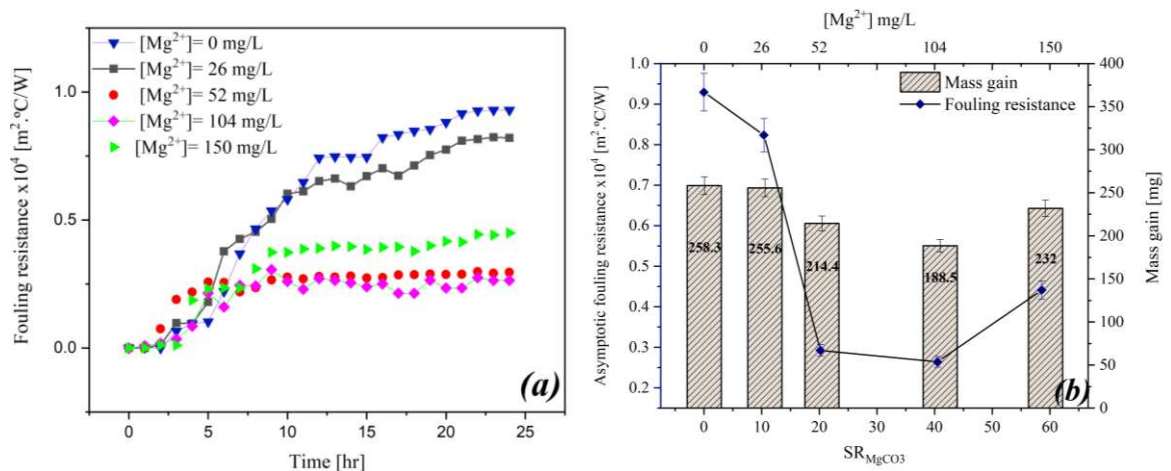 [Mg2+]= 0 mg/L
[Mg2+]= 26 mg/L
[Mg2+]= 52 mg/L
[Mg2+]= 104 mg/L
[Mg2+]= 150 mg/L
Fouling resistance x10^4 [m2.ºC/W]
1.0
0.5
0.0
0 5 10 15 20 25
Time [hr]
(a)
[Mg2+] mg/L
0 26 52 104 150
Mass gain
Fouling resistance
Asymptotic fouling resistance x10^4 [m2.ºC/W]
1.0
0.9
0.8
0.7
0.6
0.5
0.4
0.3
0.2
258.3
255.6
214.4
188.5
232
400
350
300
250
200
150
100
50
0
Mass gain [mg]
0 10 20 30 40 50 60
SRMgCO3
(b)